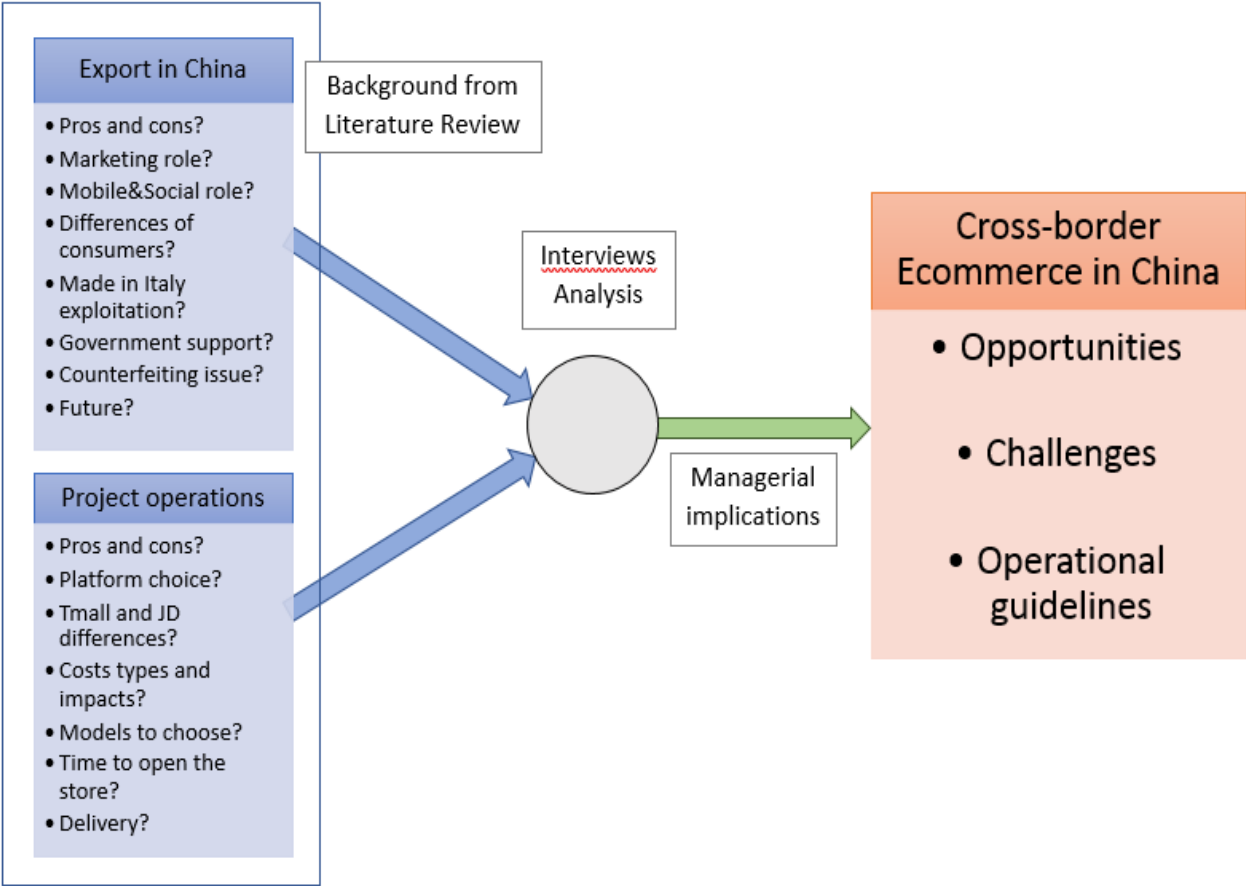 Export in China
• Pros and cons?
• Marketing role?
• Mobile&Social role?
• Differences of
consumers?
• Made in Italy
exploitation?
• Government support?
• Counterfeiting issue?
• Future?
Project operations
• Pros and cons?
• Platform choice?
• Tmall and JD
differences?
• Costs types and
impacts?
• Models to choose?
• Time to open the
store?
• Delivery?
Background from
Literature Review
Interviews
Analysis
Managerial
implications
Cross-border
Ecommerce in China
• Opportunities
• Challenges
• Operational
guidelines